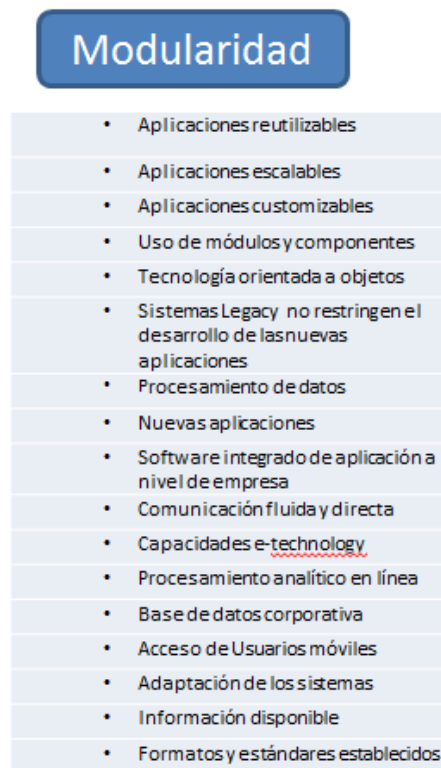 Modularidad
• Aplicaciones reutilizables
• Aplicaciones escalables
• Aplicaciones customizables
• Uso de módulos y componentes
• Tecnología orientada a objetos
• Sistemas Legacy no restringen el
desarrollo de las nuevas
aplicaciones
• Procesamiento de datos
• Nuevas aplicaciones
• Software integrado de aplicación a
nivel de empresa
• Comunicación fluida y directa
• Capacidades e-technology
• Procesamiento analítico en línea
• Base de datos corporativa
• Acceso de Usuarios móviles
• Adaptación de los sistemas
• Información disponible
• Formatos y estándares establecidos